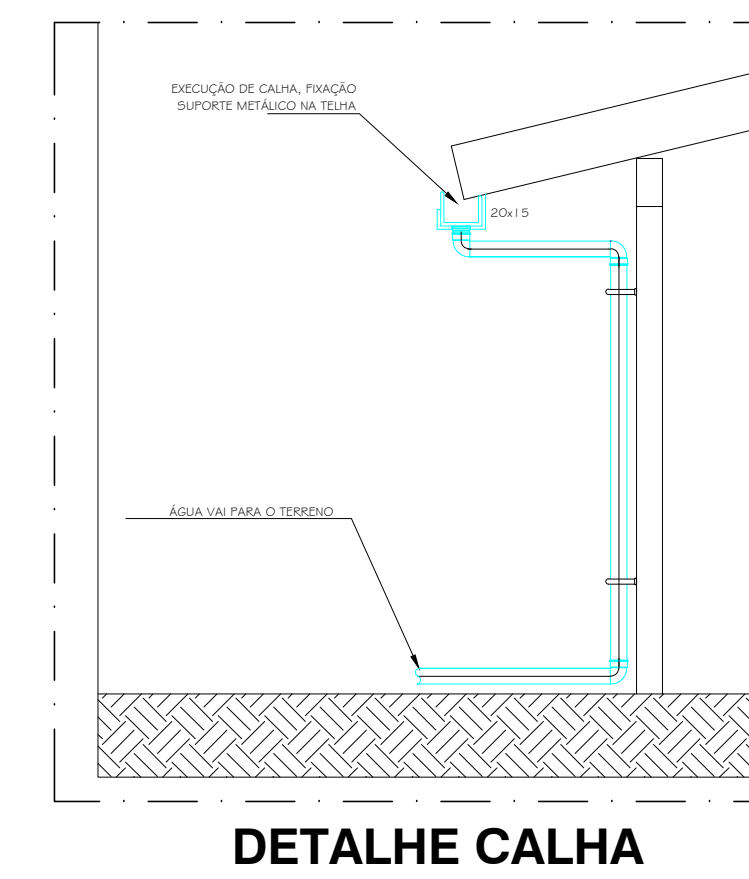 EXECUÇÃO DE CALHA, FIXAÇÃO
SUPORTE METÁLICO NA TELHA
20x15
ÁGUA VAI PARA O TERRENO
DETALHE CALHA